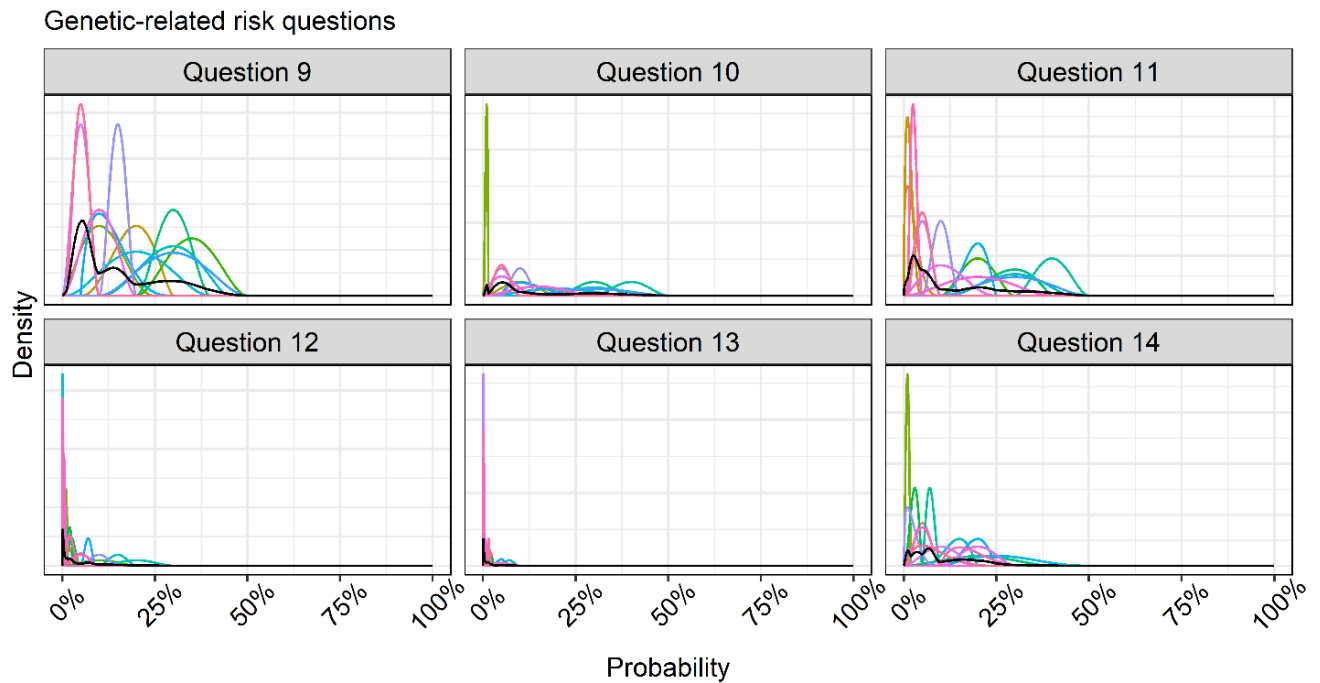 Genetic-related risk questions
Question 9
Question 10
Question 11
Density
Question 12
Question 13
Question 14
0% 25% 50% 75% 100%
0% 25% 50% 75% 100%
0% 25% 50% 75% 100%
Probability